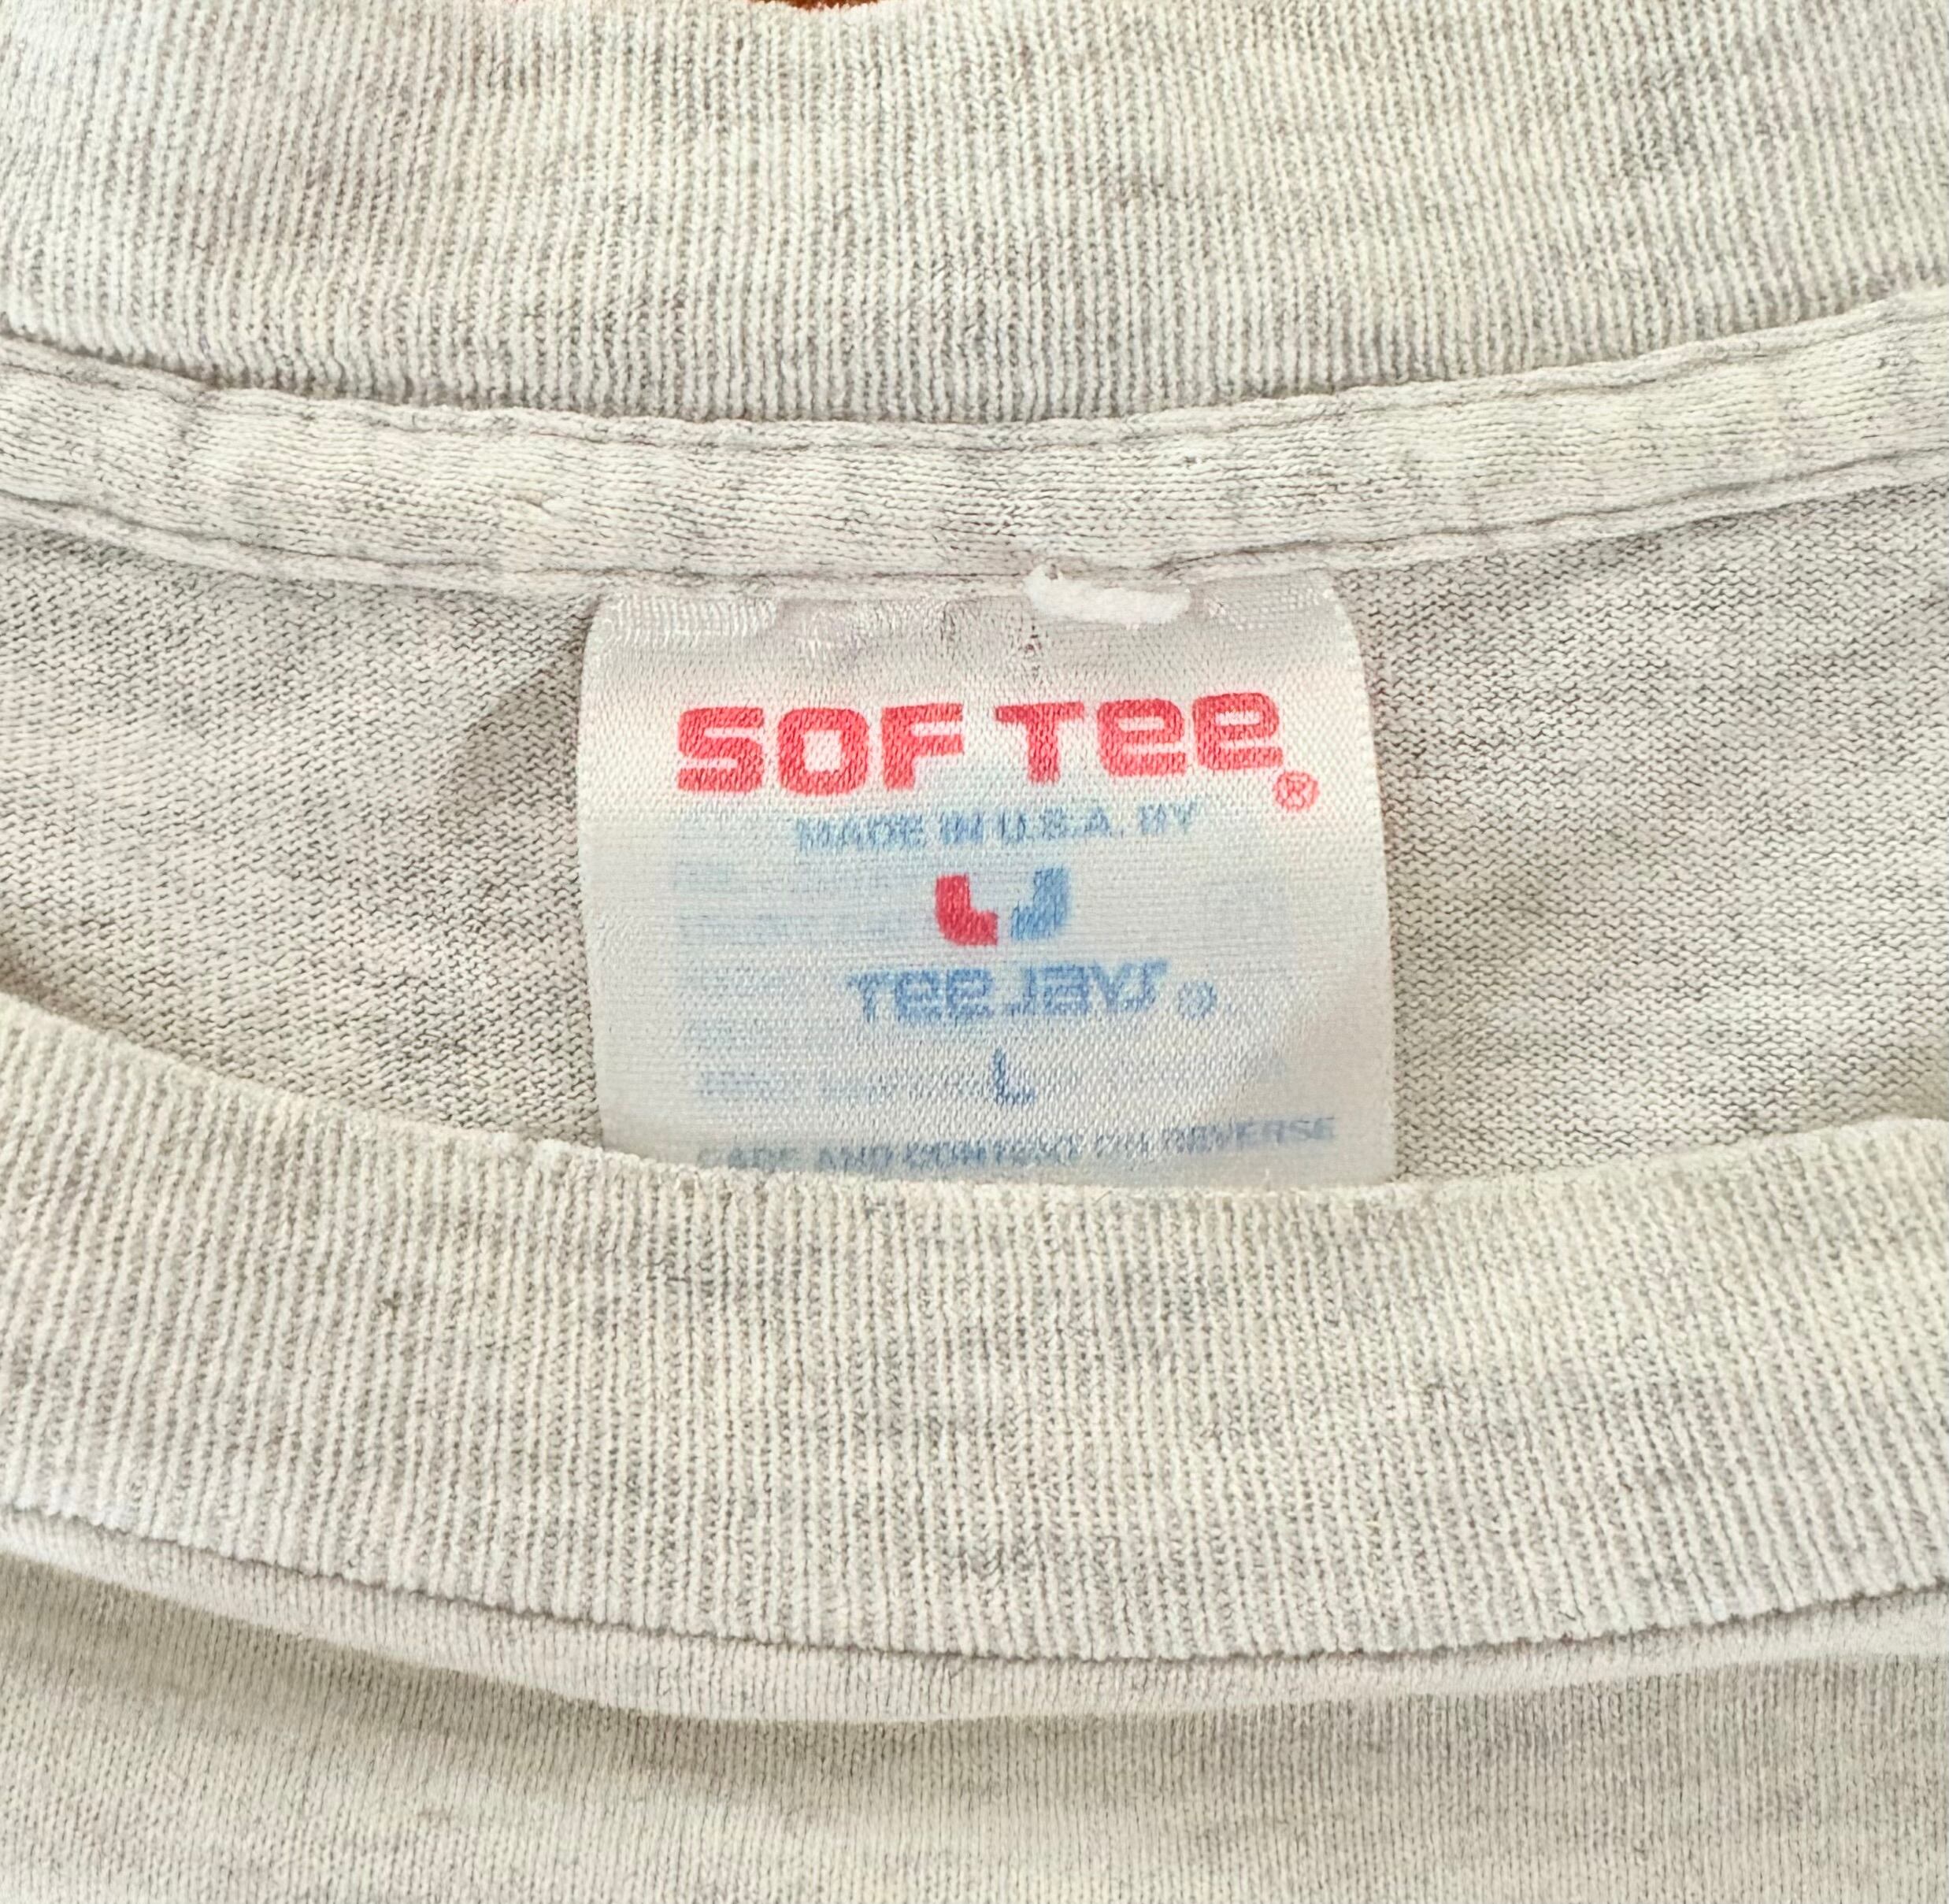 SOF TEE®
MADE IN U.S.A. BY
TEE JAYS®
L
CARE AND CONTENT ON REVERSE